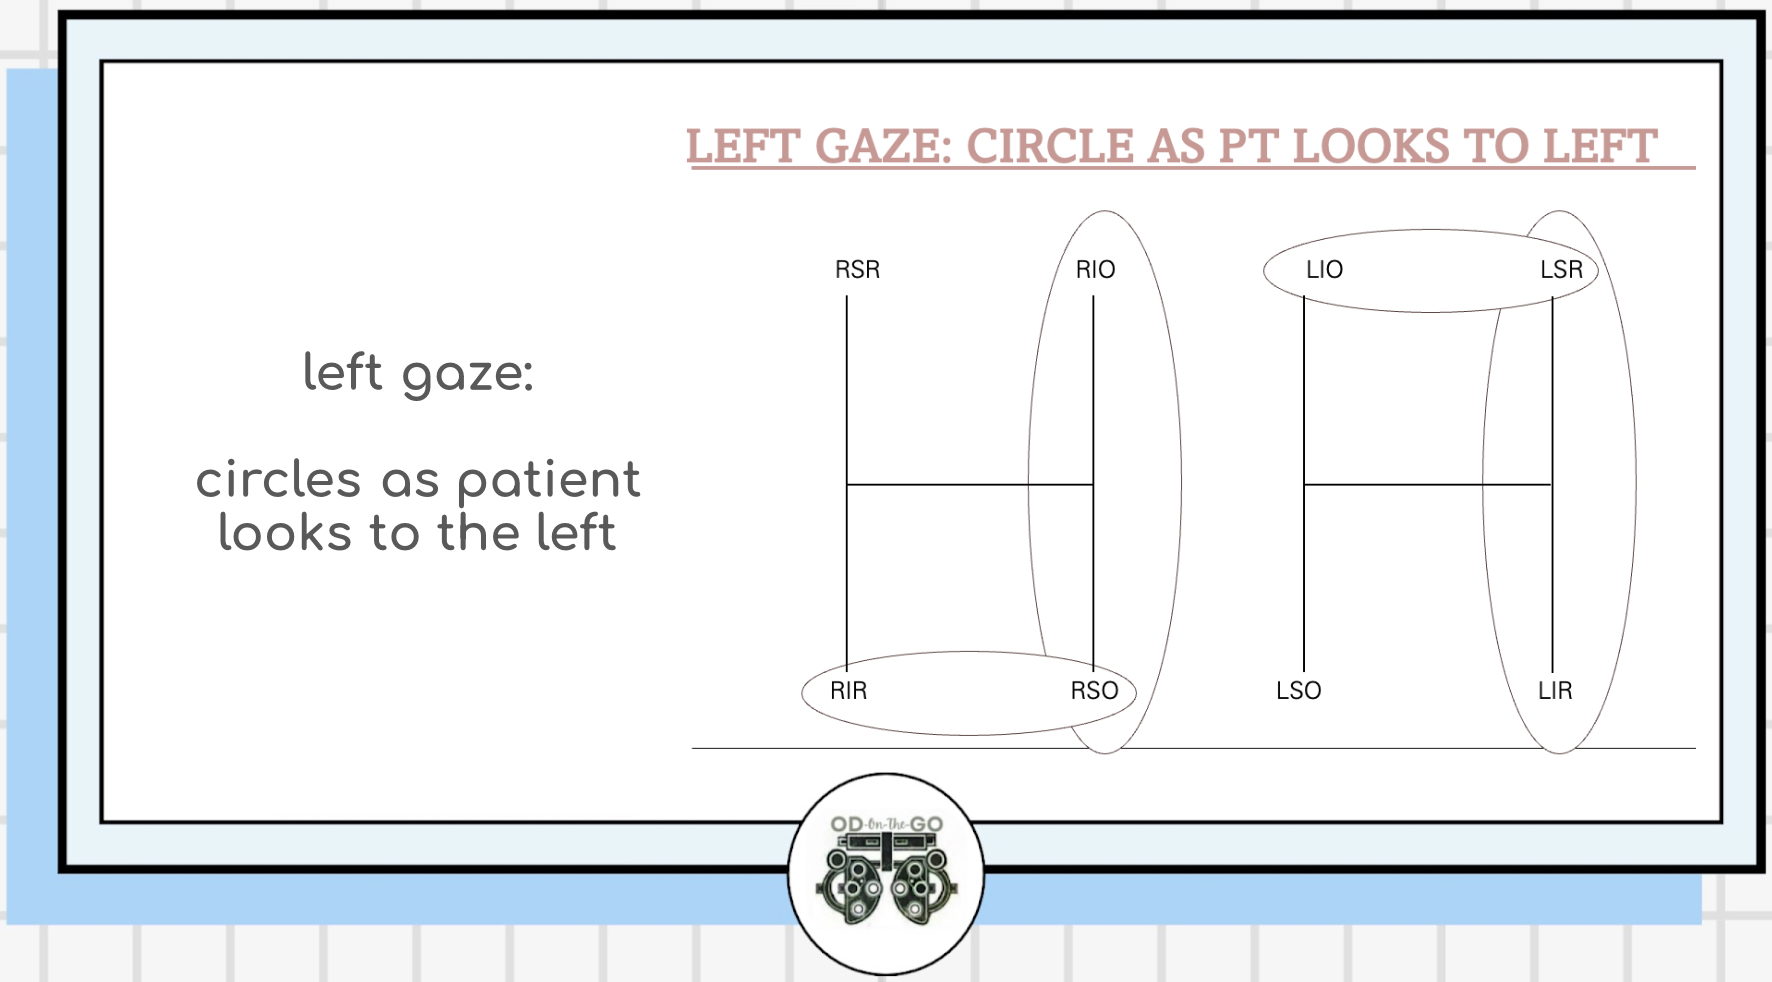 LEFT GAZE: CIRCLE AS PT LOOKS TO LEFT
left gaze:
circles as patient
looks to the left
RSR RIO LIO LSR
RIR RSO LSO LIR
OD-On-The-GO